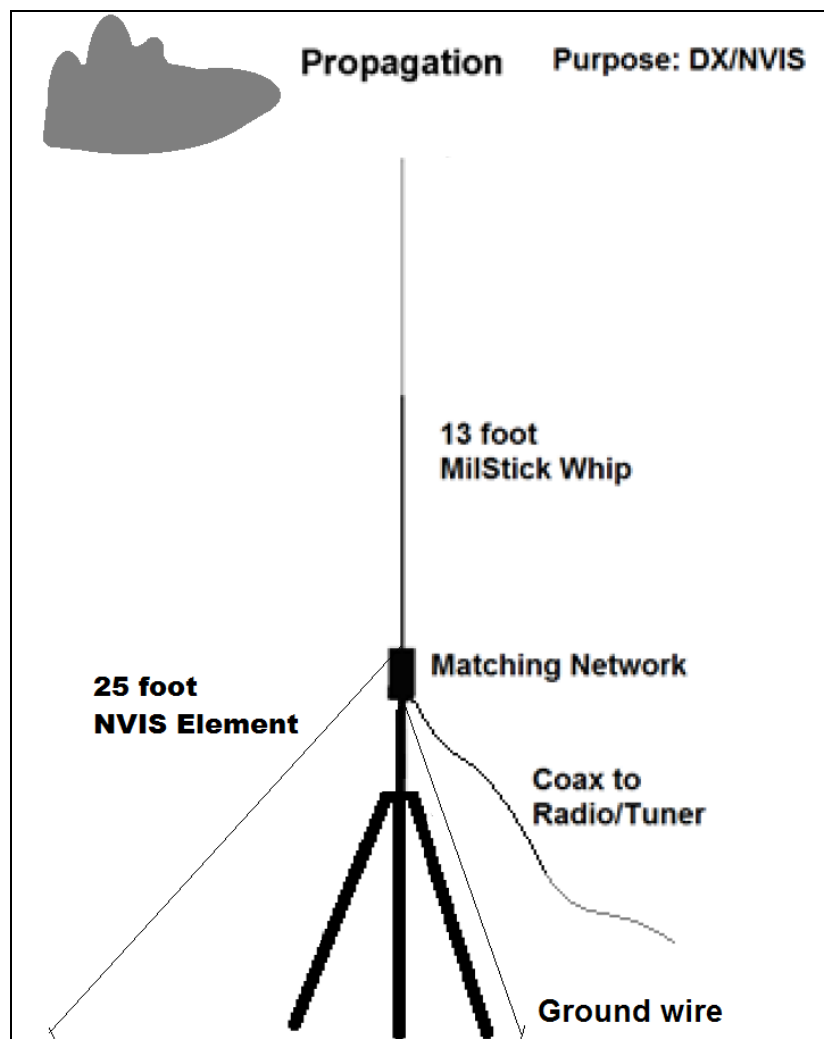 Propagation
Purpose: DX/NVIS
13 foot
MilStick Whip
Matching Network
25 foot
NVIS Element
Coax to
Radio/Tuner
Ground wire